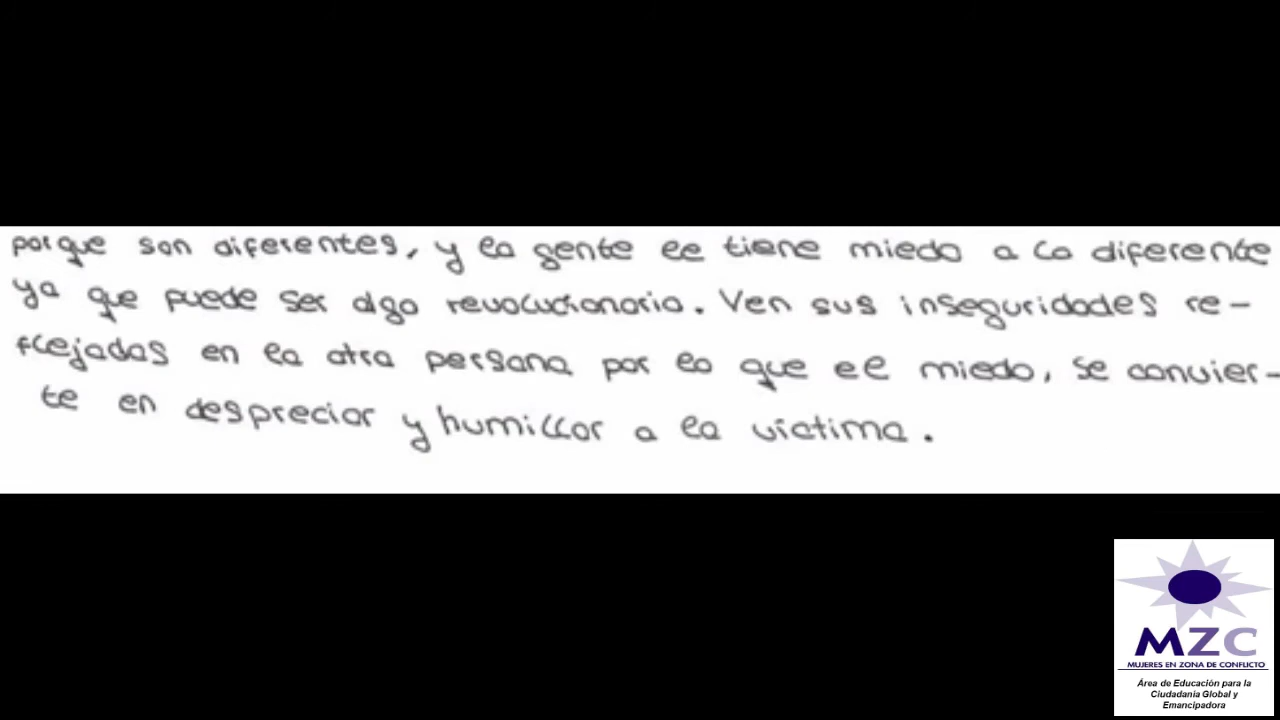 porque son diferentes, y la gente le tiene miedo a lo diferente
ya que puede ser algo revolucionario. Ven sus inseguridades re-
flejadas en la otra persona por lo que el miedo, se convier-
te en despreciar y humillar a la victima.
MZC
MUJERES EN ZONA DE CONFLICTO
Área de Educación para la
Ciudadanía Global y
Emancipadora